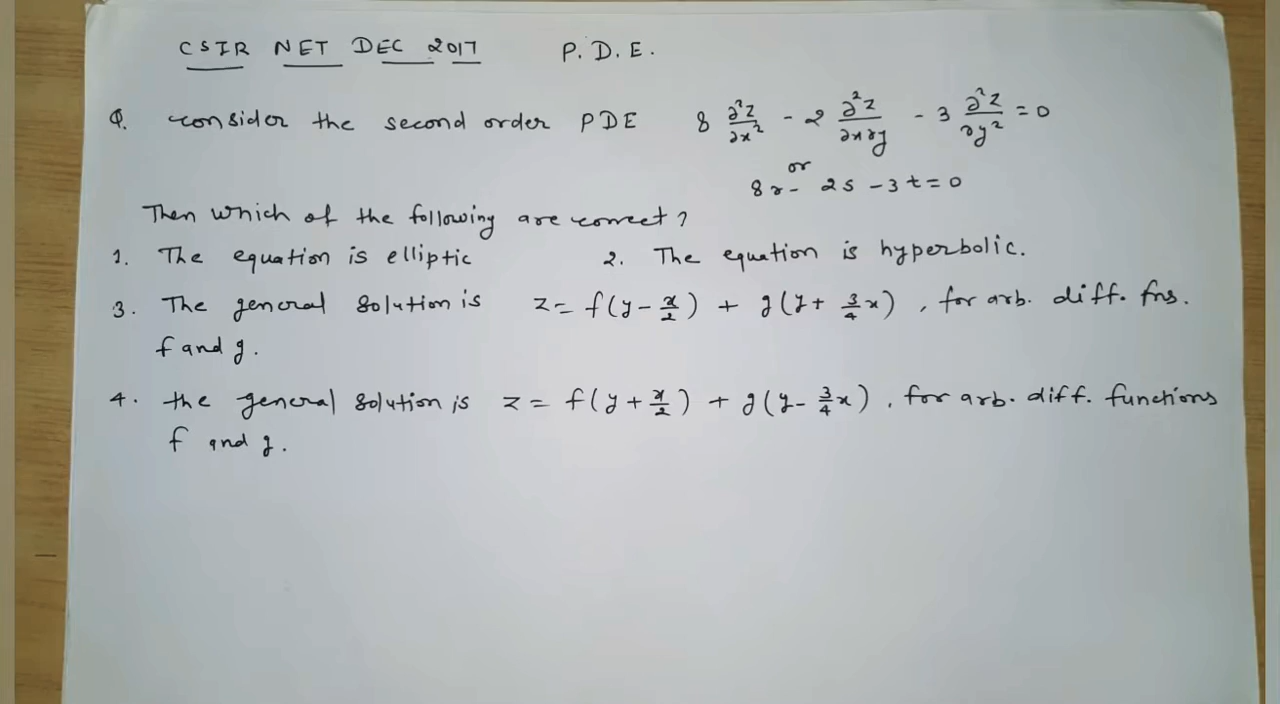 CSIR NET DEC 2017 P.D.E.
Q. consider the second order PDE 8 ∂²z/∂x² - 2 ∂²z/∂x∂y - 3 ∂²z/∂y² = 0
or
8r - 2s - 3t = 0
Then which of the following are correct?
1. The equation is elliptic 2. The equation is hyperbolic.
3. The general solution is z = f(y - x/2) + g(y + 3/4 x), for arb. diff. fns.
f and g.
4. the general solution is z = f(y + x/2) + g(y - 3/4 x), for arb. diff. functions
f and g.